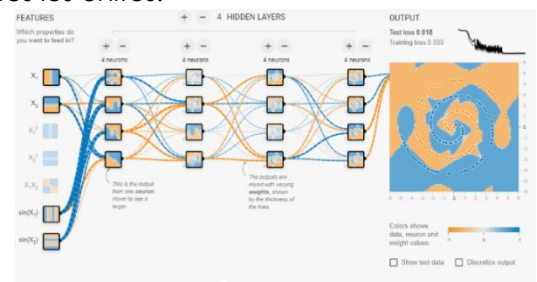 FEATURES
Which properties do
you want to feed in?
X₁
X₂
X₁²
X₂²
X₁X₂
sin(X₁)
sin(X₂)
+ − 4 HIDDEN LAYERS
+ −
4 neurons
+ −
4 neurons
+ −
4 neurons
+ −
4 neurons
This is the output
from one neuron
Hover to see it
larger
The outputs are
mixed with varying
weights, shown
by the thickness of
the lines.
OUTPUT
Test loss 0.010
Training loss 0.000
Colors shows
data, neuron and
weight values.
-1 0 1
Show test data
Discretize output